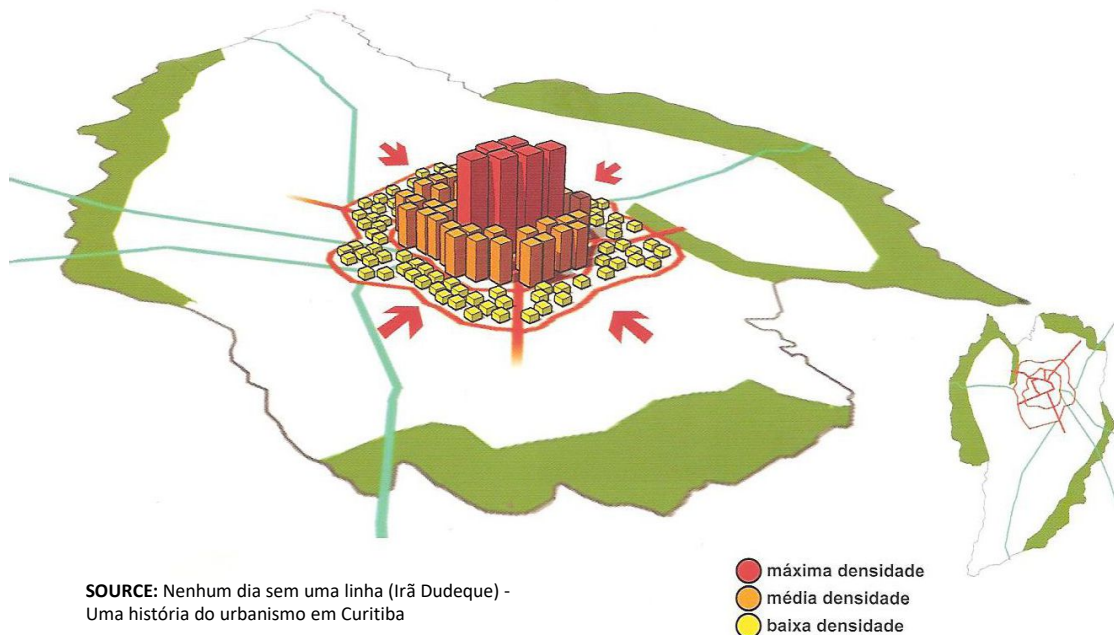 SOURCE: Nenhum dia sem uma linha (Irã Dudeque) -
Uma história do urbanismo em Curitiba
máxima densidade
média densidade
baixa densidade